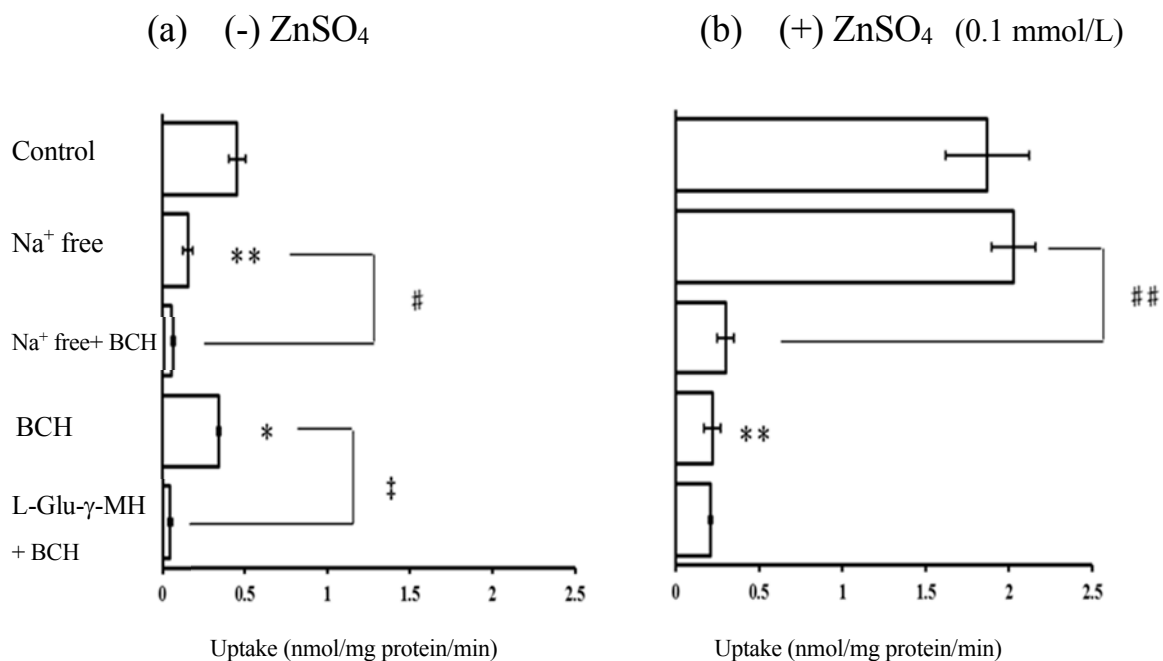 (a) (-) ZnSO₄
(b) (+) ZnSO₄ (0.1 mmol/L)
Control
Na⁺ free
**
#
##
Na⁺ free+ BCH
BCH
*
**
‡
L-Glu-γ-MH
+ BCH
0 0.5 1 1.5 2 2.5
0 0.5 1 1.5 2 2.5
Uptake (nmol/mg protein/min)
Uptake (nmol/mg protein/min)